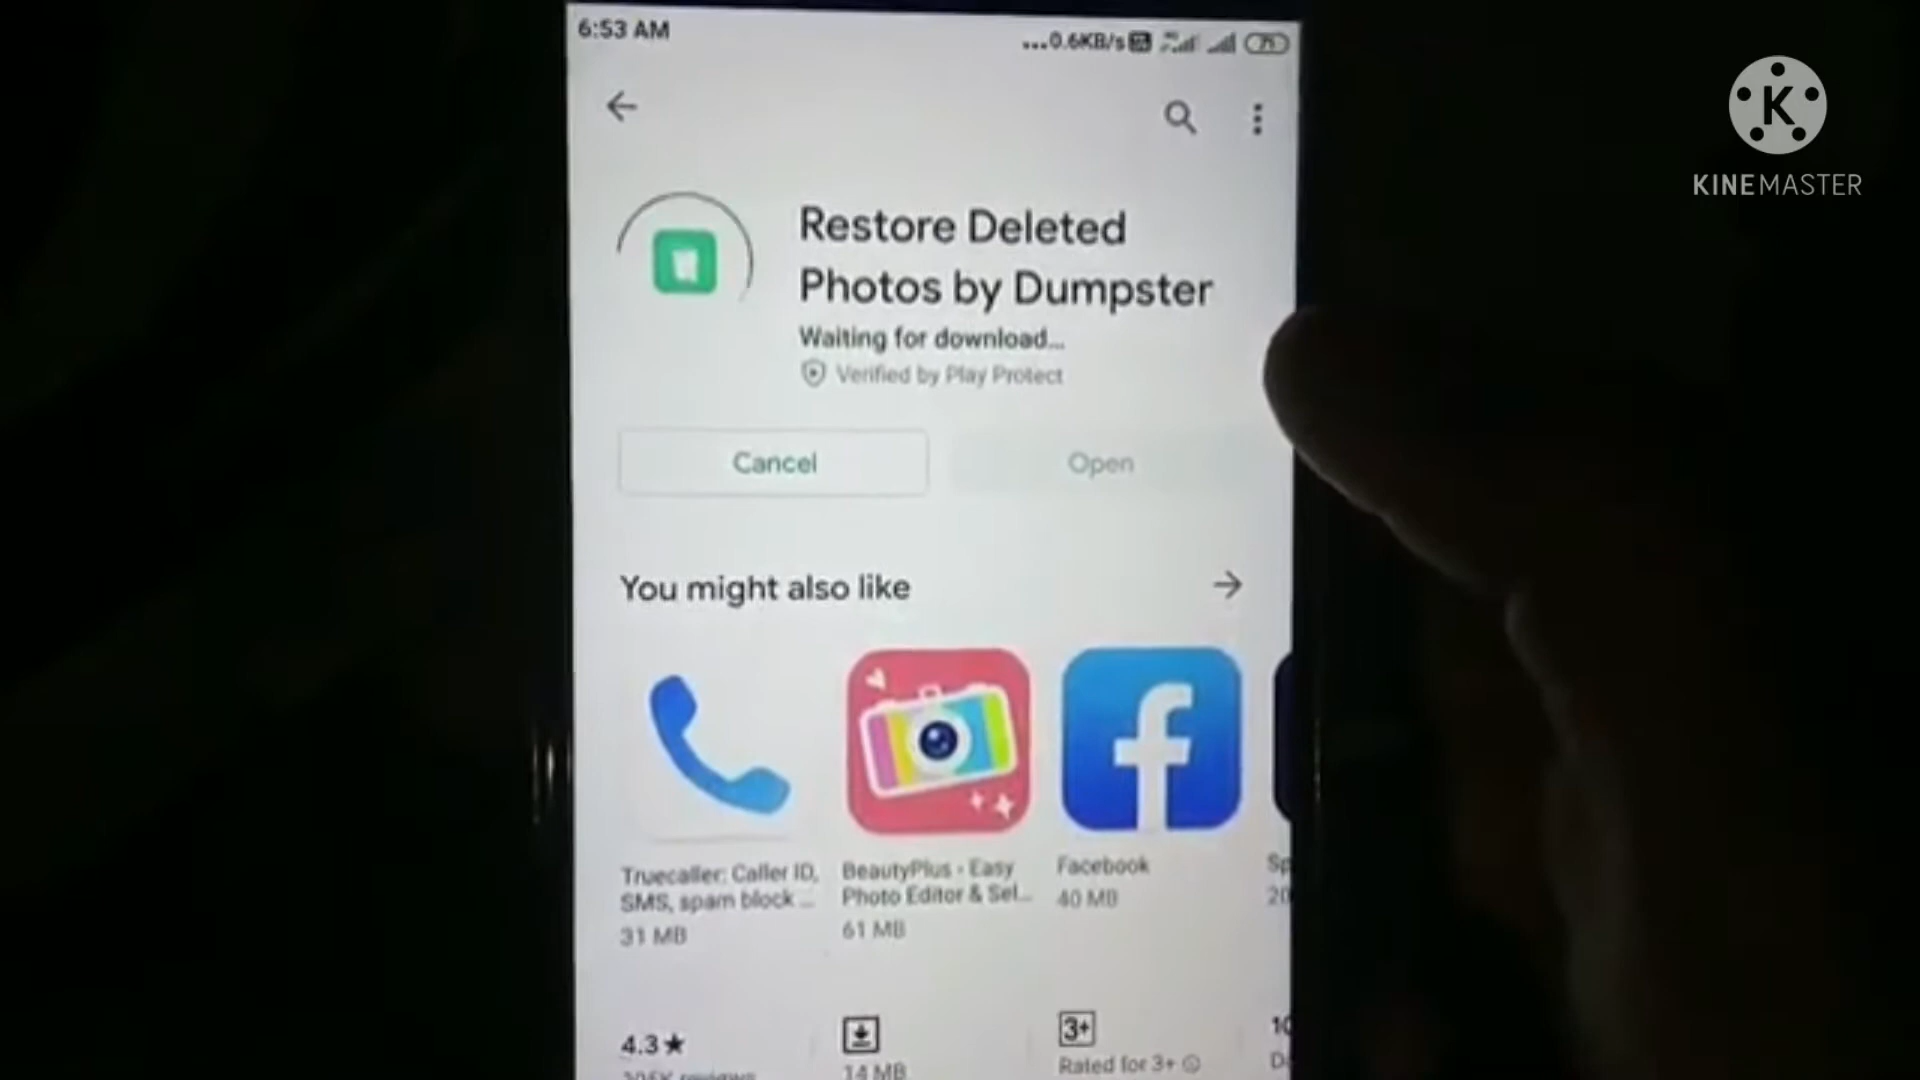 6:53 AM
...0.6KB/s
K
KINEMASTER
Restore Deleted
Photos by Dumpster
Waiting for download...
Verified by Play Protect
Cancel
Open
You might also like
Truecaller: Caller ID,
SMS, spam block ...
31 MB
BeautyPlus - Easy
Photo Editor & Sel...
61 MB
Facebook
40 MB
Sp
20
4.3★
14 MB
3+
Rated for 3+